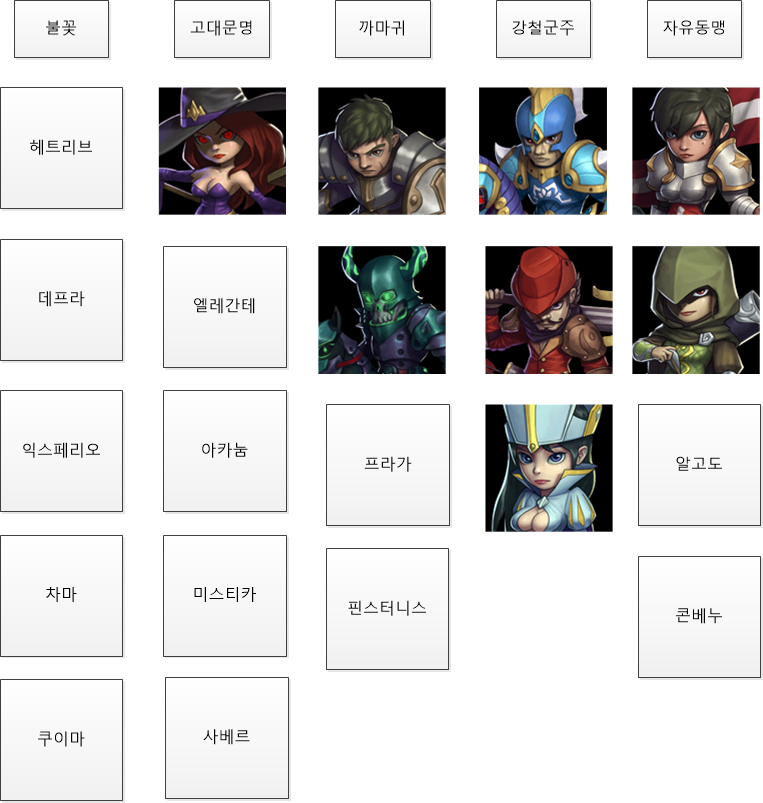 불꽃
고대문명
까마귀
강철군주
자유동맹
헤트리브
데프라
엘레간테
익스페리오
아카눔
프라가
알고도
차마
미스티카
핀스터니스
콘베누
쿠이마
사베르